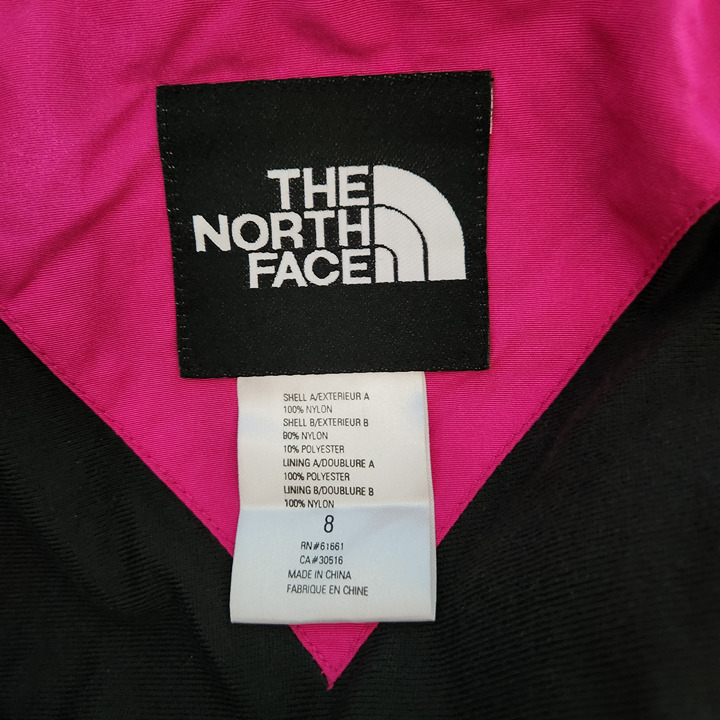 THE
NORTH
FACE
SHELL A/EXTERIEUR A
100% NYLON
SHELL B/EXTERIEUR B
90% NYLON
10% POLYESTER
LINING A/DOUBLURE A
100% POLYESTER
LINING B/DOUBLURE B
100% NYLON
8
RN#61661
CA#30516
MADE IN CHINA
FABRIQUE EN CHINE